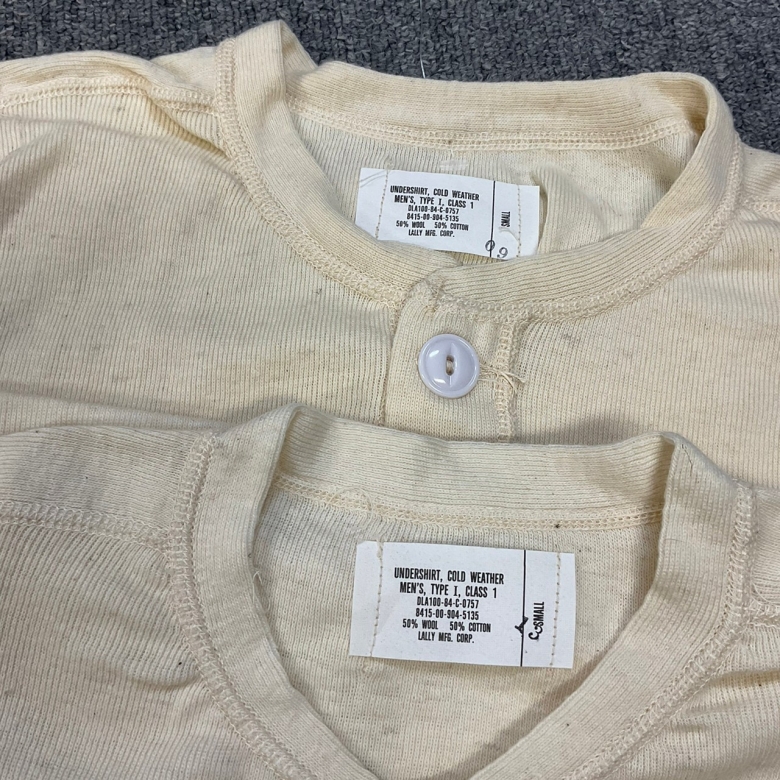 UNDERSHIRT, COLD WEATHER
MEN'S, TYPE I, CLASS 1
DLA100-84-C-0757
8415-00-904-5135
50% WOOL 50% COTTON
LALLY MFG. CORP.
SMALL
UNDERSHIRT, COLD WEATHER
MEN'S, TYPE I, CLASS 1
DLA100-84-C-0757
8415-00-904-5135
50% WOOL 50% COTTON
LALLY MFG. CORP.
SMALL